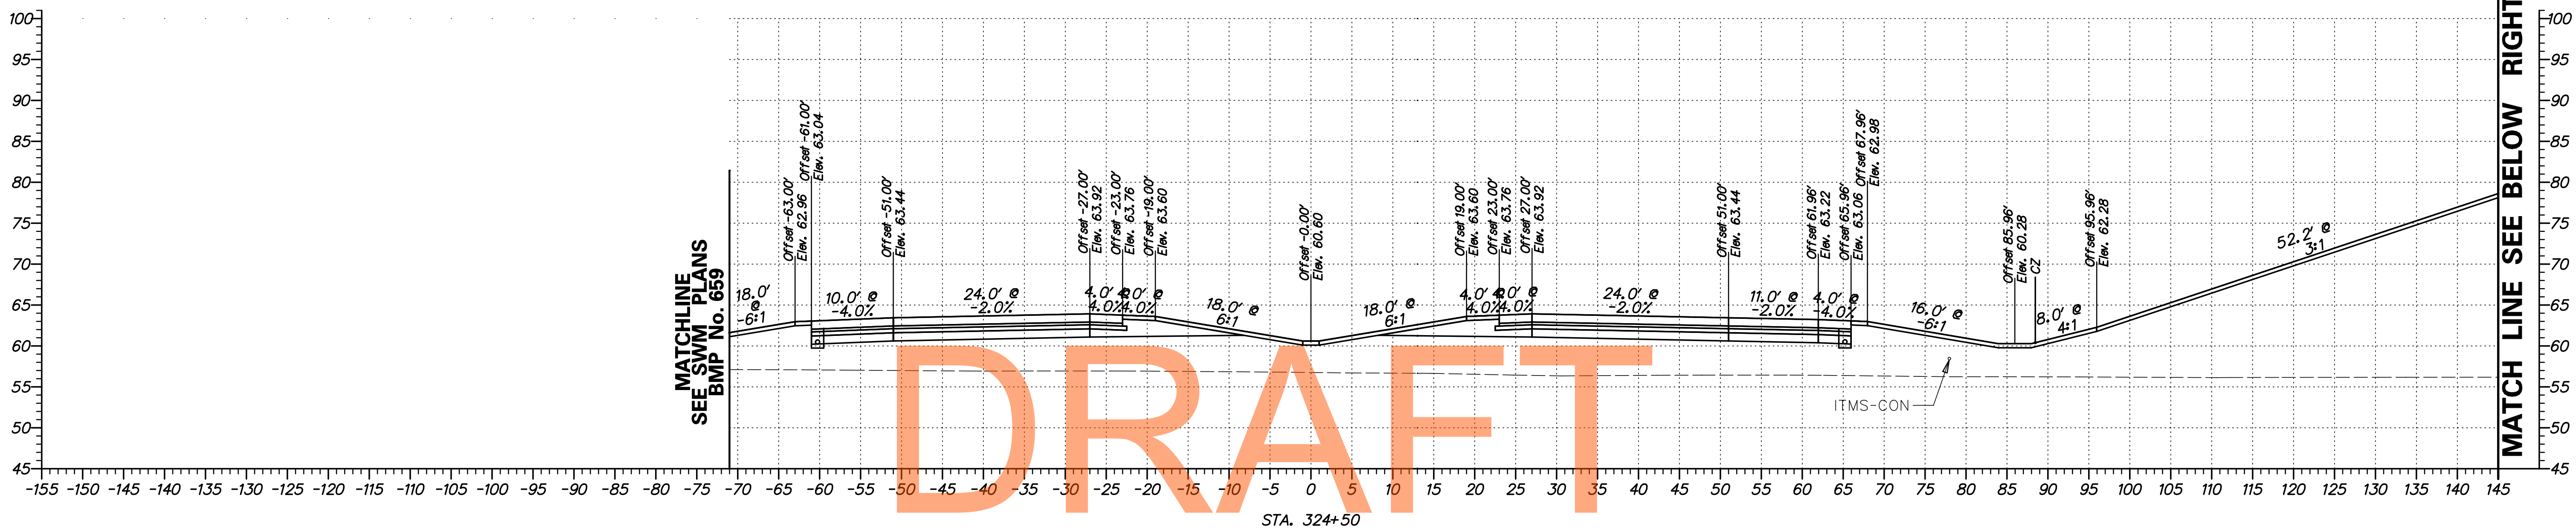 100
95
90
85
80
75
70
65
60
55
50
45
-155 -150 -145 -140 -135 -130 -125 -120 -115 -110 -105 -100 -95 -90 -85 -80 -75 -70 -65 -60 -55 -50 -45 -40 -35 -30 -25 -20 -15 -10 -5 0 5 10 15 20 25 30 35 40 45 50 55 60 65 70 75 80 85 90 95 100 105 110 115 120 125 130 135 140 145
MATCHLINE
SEE SWM PLANS
BMP No. 659
Offset -63.00'
Elev. 62.96
Offset -61.00'
Elev. 63.04
Offset -51.00'
Elev. 63.44
Offset -27.00'
Elev. 63.92
Offset -23.00'
Elev. 63.76
Offset -19.00'
Elev. 63.60
Offset -0.00'
Elev. 60.60
Offset 19.00'
Elev. 63.60
Offset 23.00'
Elev. 63.76
Offset 27.00'
Elev. 63.92
Offset 51.00'
Elev. 63.44
Offset 61.96'
Elev. 63.22
Offset 65.96'
Elev. 63.06
Offset 67.96'
Elev. 62.98
Offset 85.96'
Elev. 60.28
CZ
Offset 95.96'
Elev. 62.28
18.0'
@
-6:1
10.0' @
-4.0%
24.0' @
-2.0%
4.0' @
4.0%
4.0' @
4.0%
18.0' @
6:1
18.0' @
6:1
4.0' @
4.0%
4.0' @
4.0%
24.0' @
-2.0%
11.0' @
-2.0%
4.0' @
-4.0%
16.0' @
-6:1
8.0' @
4:1
52.2' @
3:1
ITMS-CON
DRAFT
STA. 324+50
MATCH LINE SEE BELOW RIGHT
100
95
90
85
80
75
70
65
60
55
50
45